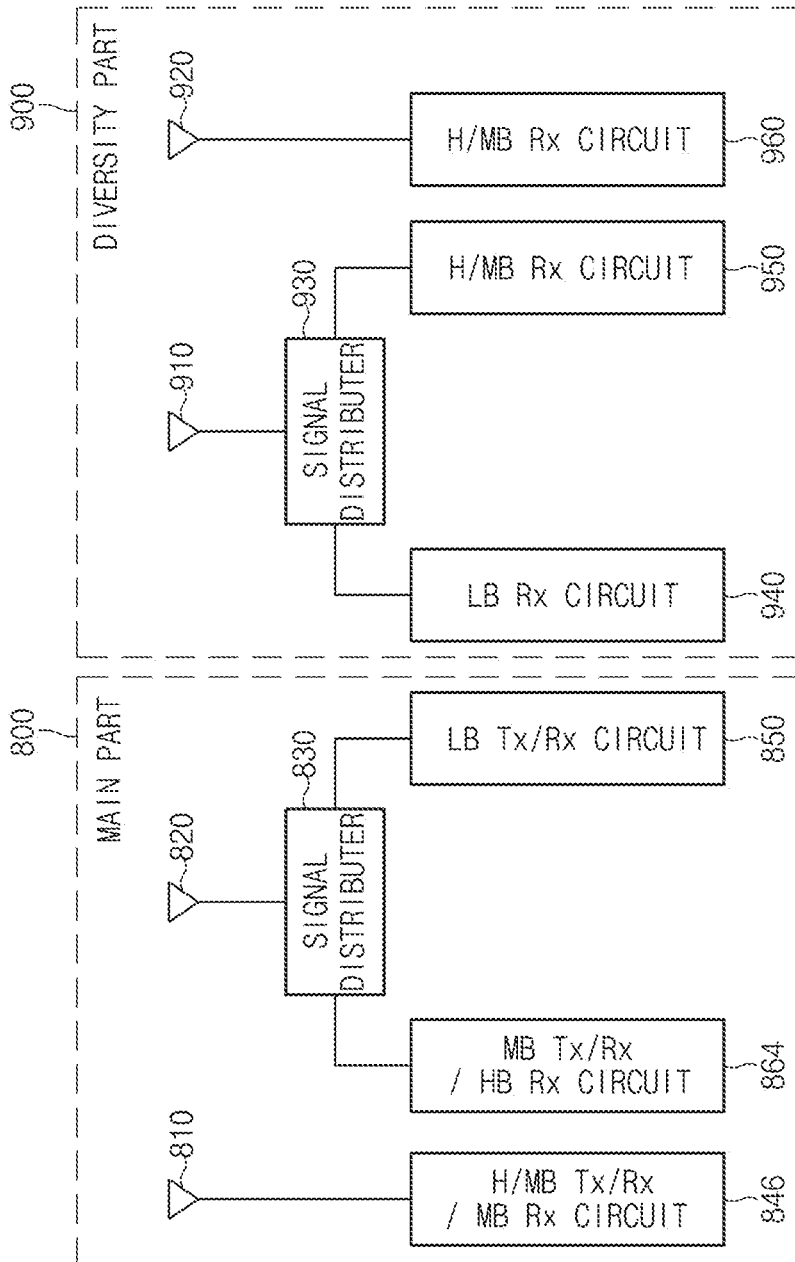 800
MAIN PART
810
820
830
SIGNAL
DISTRIBUTER
H/MB Tx/Rx
/ MB Rx CIRCUIT
846
MB Tx/Rx
/ HB Rx CIRCUIT
864
LB Tx/Rx CIRCUIT
850
900
DIVERSITY PART
910
920
930
SIGNAL
DISTRIBUTER
LB Rx CIRCUIT
940
H/MB Rx CIRCUIT
950
H/MB Rx CIRCUIT
960